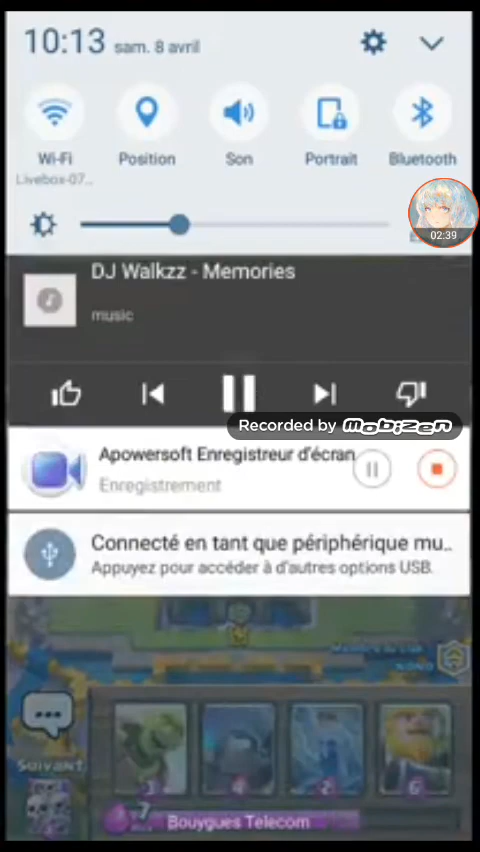 10:13 sam. 8 avril
Wi-Fi Position Son Portrait Bluetooth
Livebox-07...
02:39
DJ Walkzz - Memories
music
Recorded by MOBIZEN
Apowersoft Enregistreur d'écran
Enregistrement
Connecté en tant que périphérique mu..
Appuyez pour accéder à d'autres options USB.
Suivant
3 4 2 6
7
Bouygues Telecom